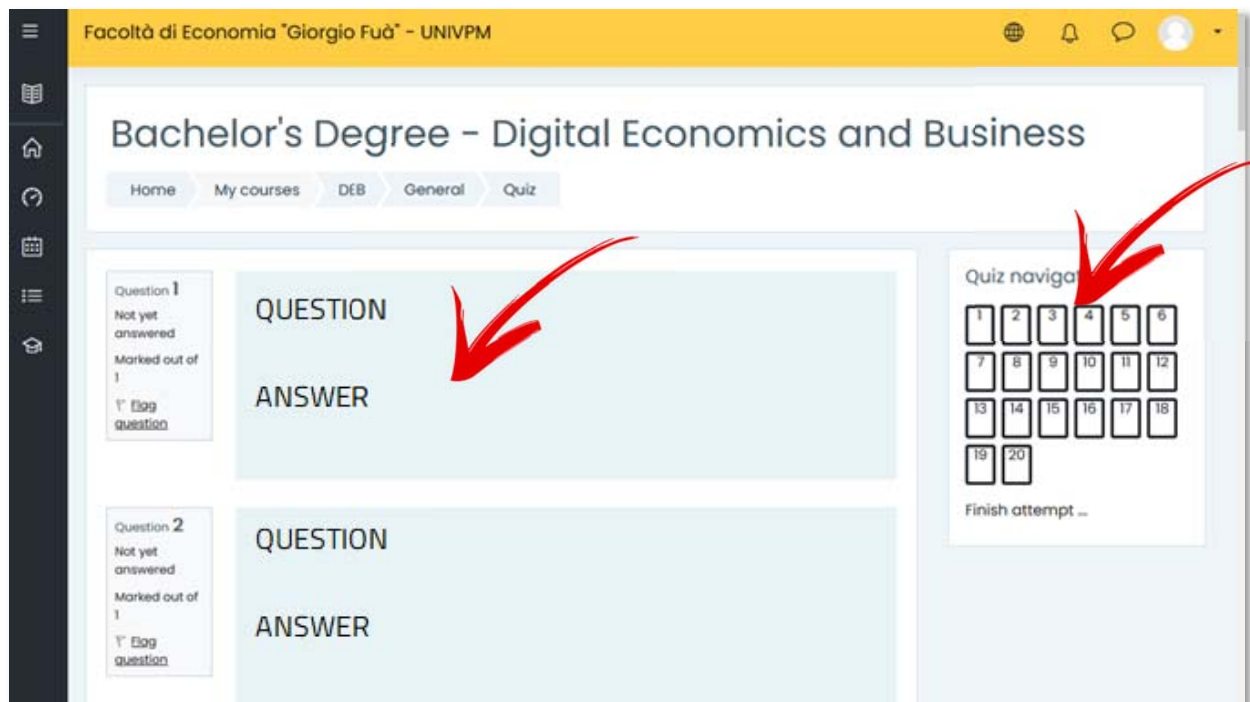 Facoltà di Economia "Giorgio Fuà" - UNIVPM
Bachelor's Degree - Digital Economics and Business
Home
My courses
DEB
General
Quiz
Question 1
Not yet
answered
Marked out of
1
Flag
question
QUESTION
ANSWER
Question 2
Not yet
answered
Marked out of
1
Flag
question
QUESTION
ANSWER
Quiz navigat
1 2 3 4 5 6
7 8 9 10 11 12
13 14 15 16 17 18
19 20
Finish attempt ...